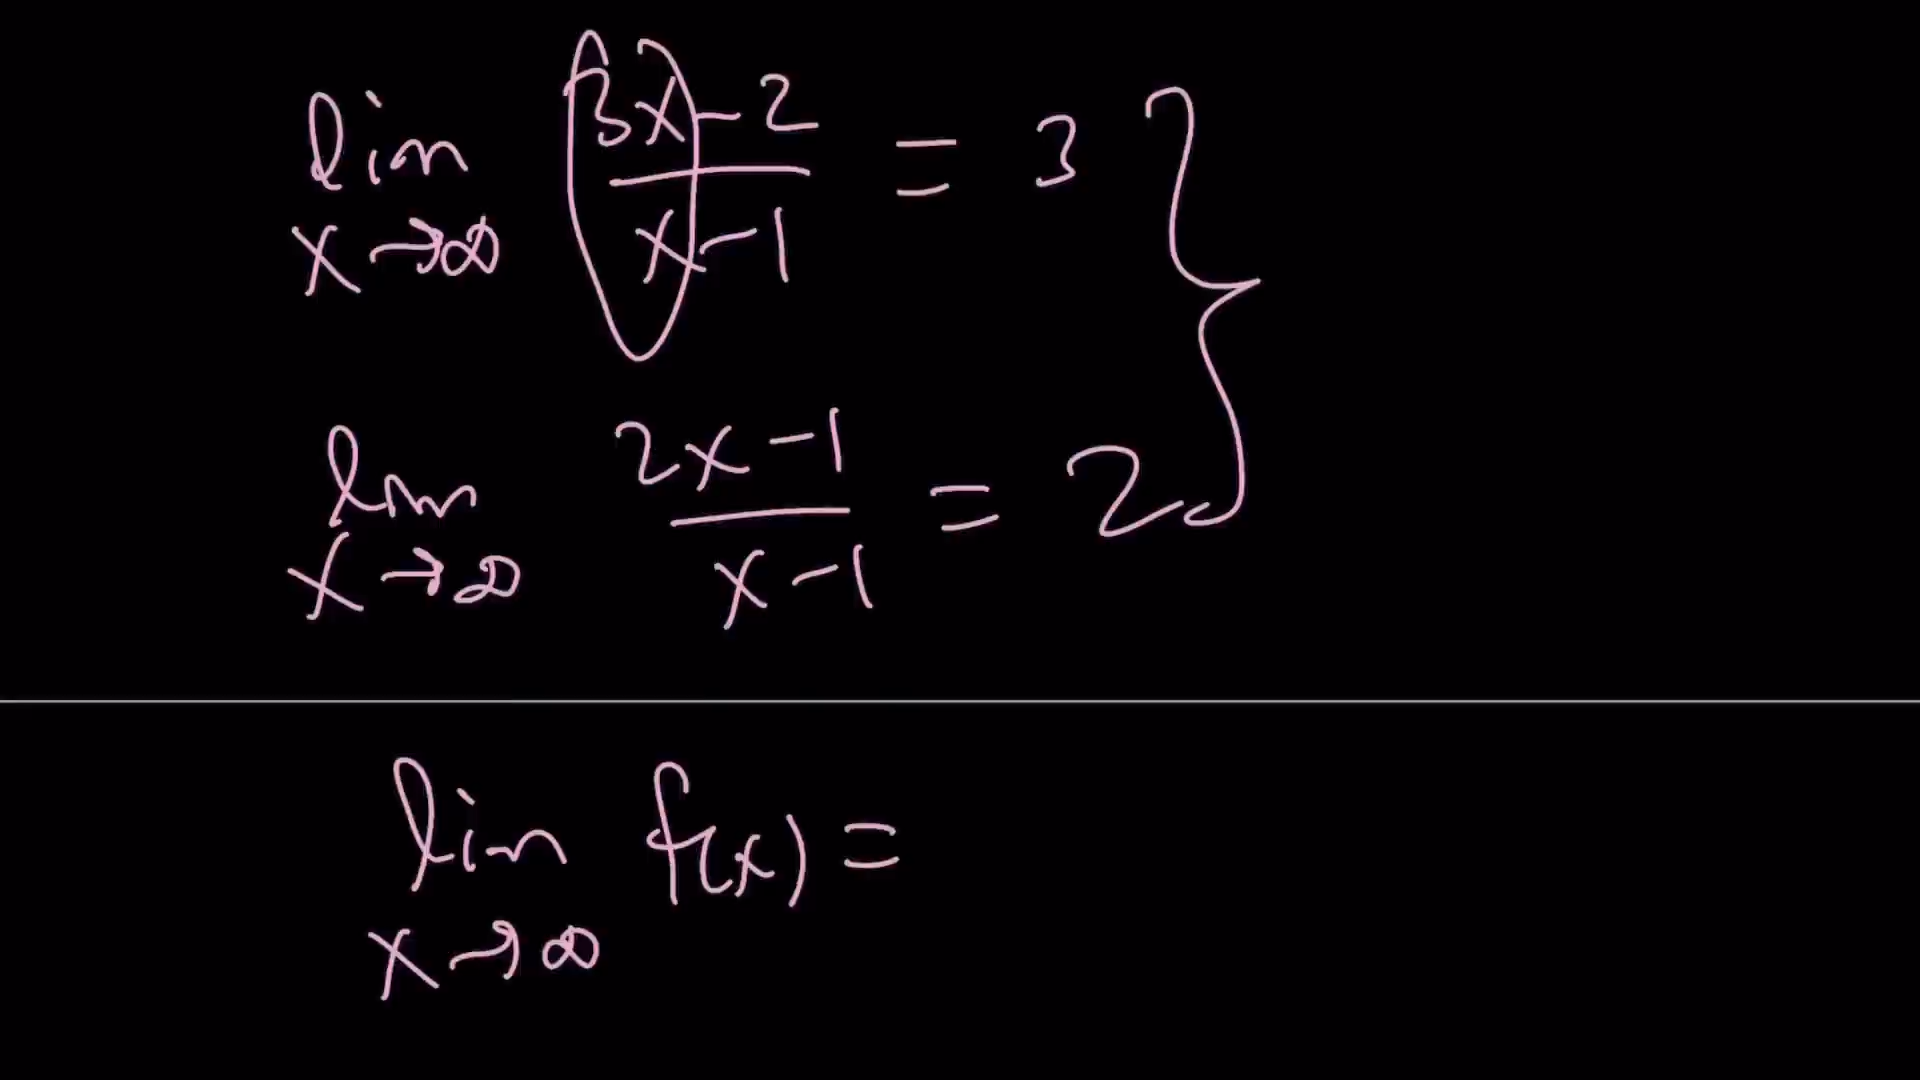 lim 3x-2 = 3
x→∞ x-1
lim 2x-1 = 2
x→∞ x-1
lim f(x) =
x→∞